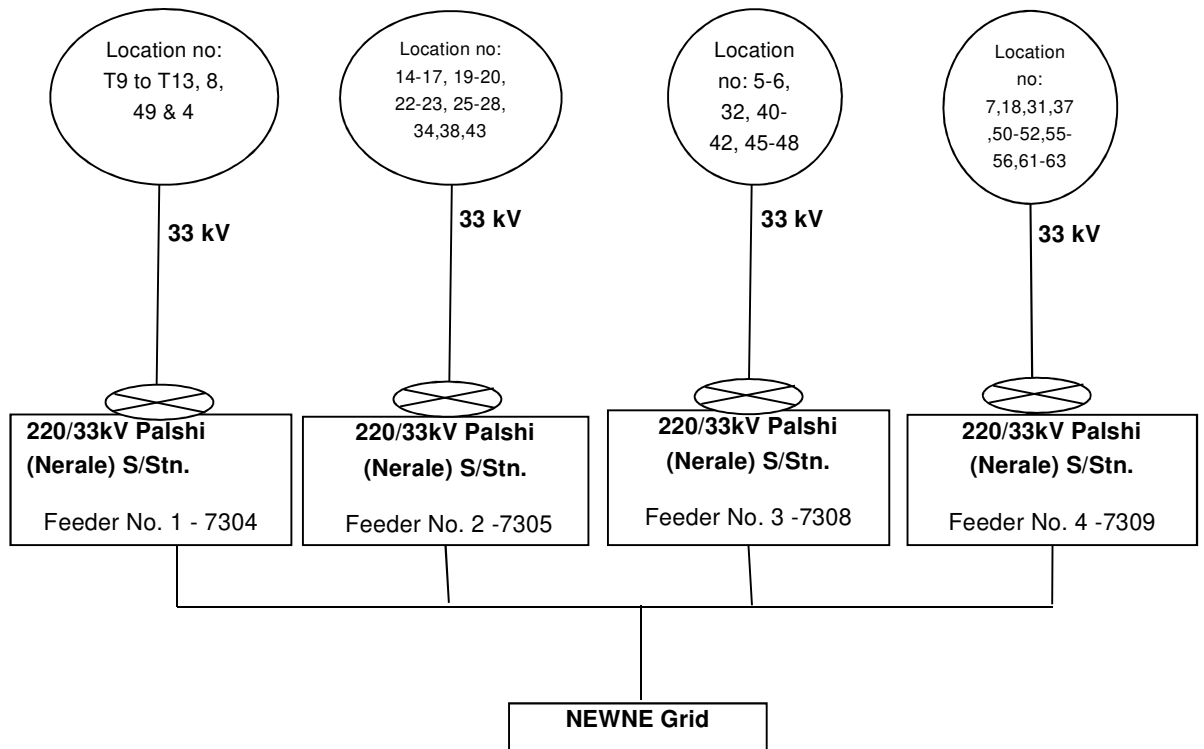 Location no:
T9 to T13, 8,
49 & 4
Location no:
14-17, 19-20,
22-23, 25-28,
34,38,43
Location
no: 5-6,
32, 40-
42, 45-48
Location
no:
7,18,31,37
,50-52,55-
56,61-63
33 kV
33 kV
33 kV
33 kV
220/33kV Palshi
(Nerale) S/Stn.
Feeder No. 1 - 7304
220/33kV Palshi
(Nerale) S/Stn.
Feeder No. 2 -7305
220/33kV Palshi
(Nerale) S/Stn.
Feeder No. 3 -7308
220/33kV Palshi
(Nerale) S/Stn.
Feeder No. 4 -7309
NEWNE Grid